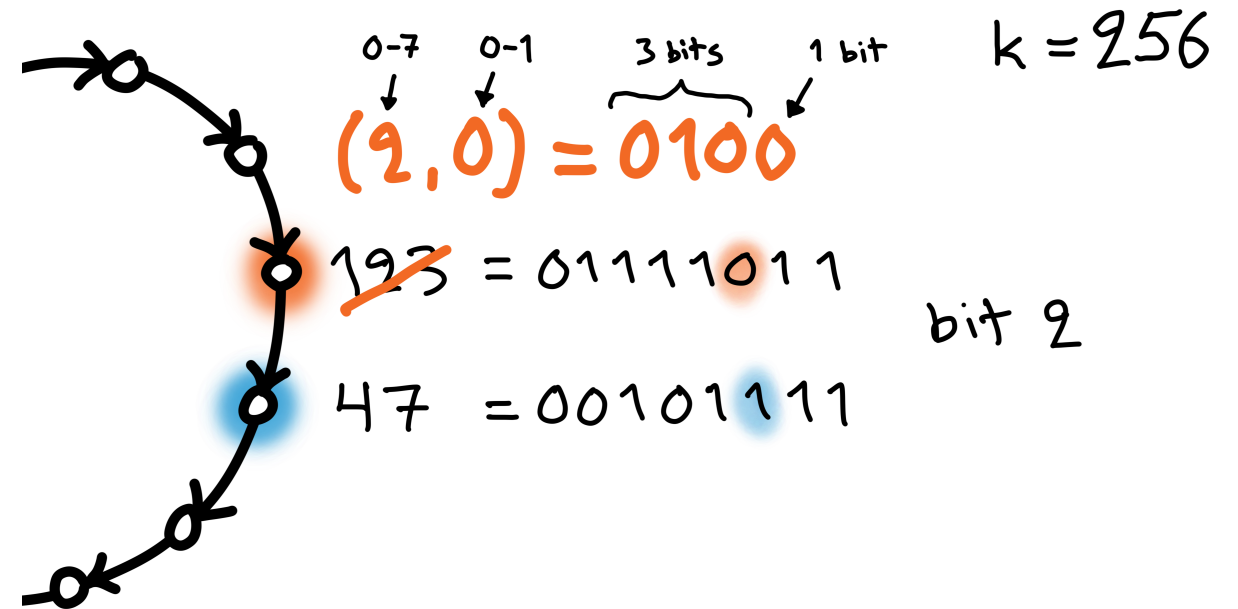 0-7 0-1 3 bits 1 bit k = 256
(2,0) = 0100
123 = 01111011
bit 2
47 = 00101111